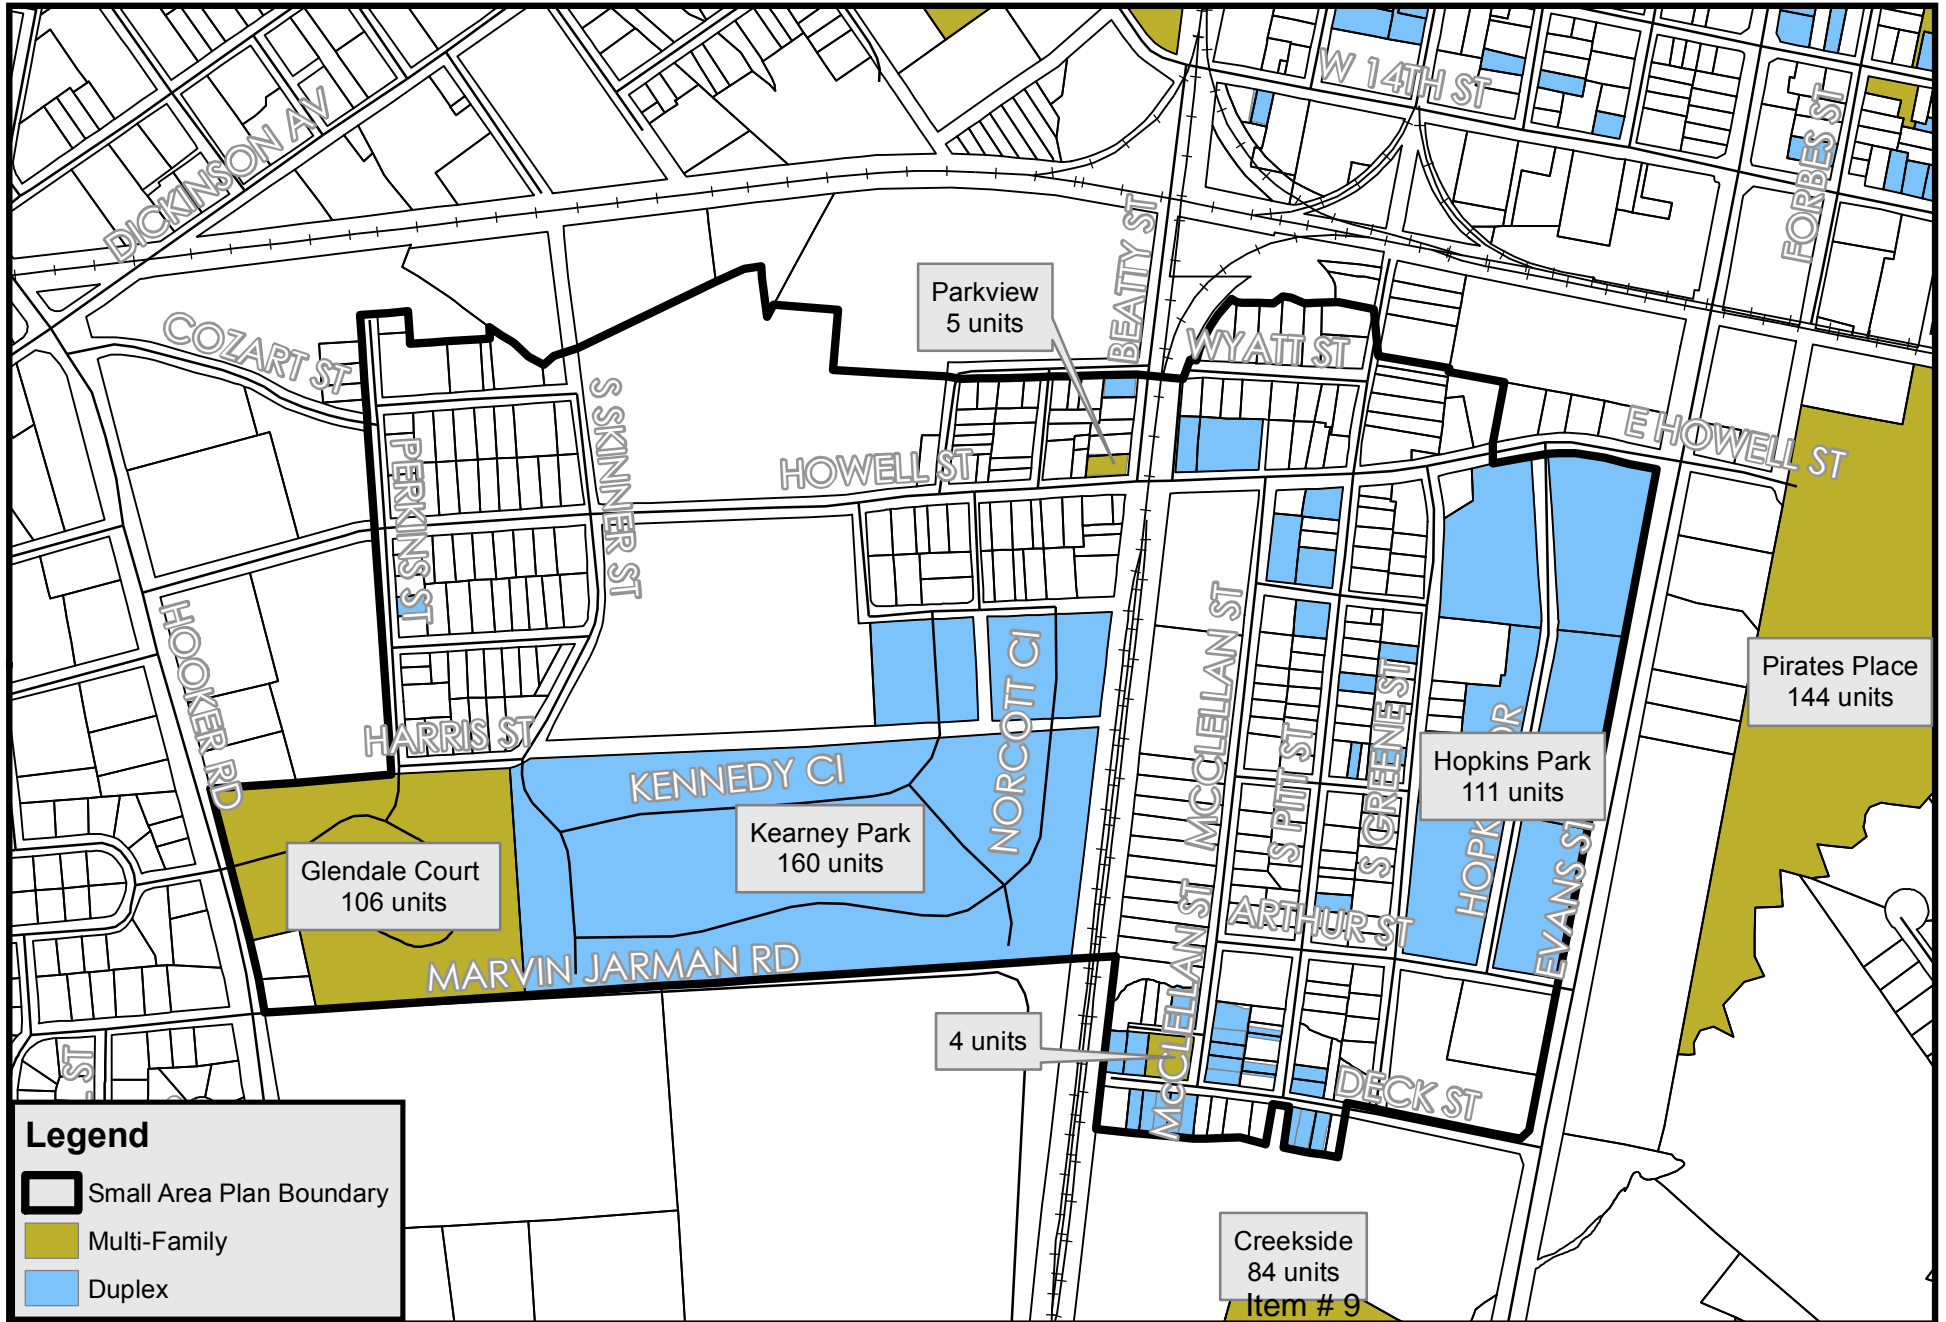 W 14TH ST
DICKINSON AV
FORBES ST
BEATTY ST
Parkview
5 units
COZART ST
WYATT ST
S SKINNER ST
PERKINS ST
HOWELL ST
E HOWELL ST
HOOKER RD
MCCLELLAN ST
NORCOTT CI
S GREENE ST
Pirates Place
144 units
HARRIS ST
KENNEDY CI
S PITT ST
MCCLELLAN ST
Hopkins Park
111 units
Kearney Park
160 units
Glendale Court
106 units
EVANS ST
ARTHUR ST
MARVIN JARMAN RD
4 units
McCLELLAN ST
DECK ST
ST
Legend
Small Area Plan Boundary
Multi-Family
Duplex
Creekside
84 units
Item # 9